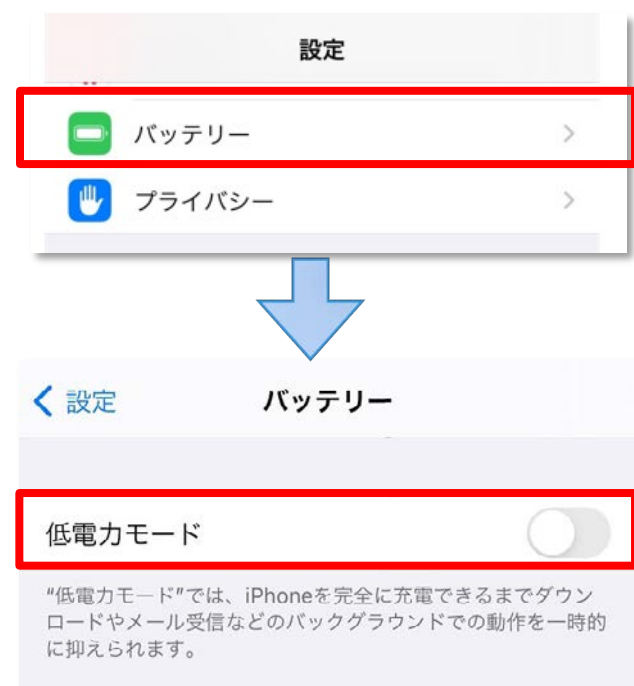 設定
バッテリー
プライバシー
設定
バッテリー
低電力モード
“低電力モード”では、iPhoneを完全に充電できるまでダウン
ロードやメール受信などのバックグラウンドでの動作を一時的
に抑えられます。